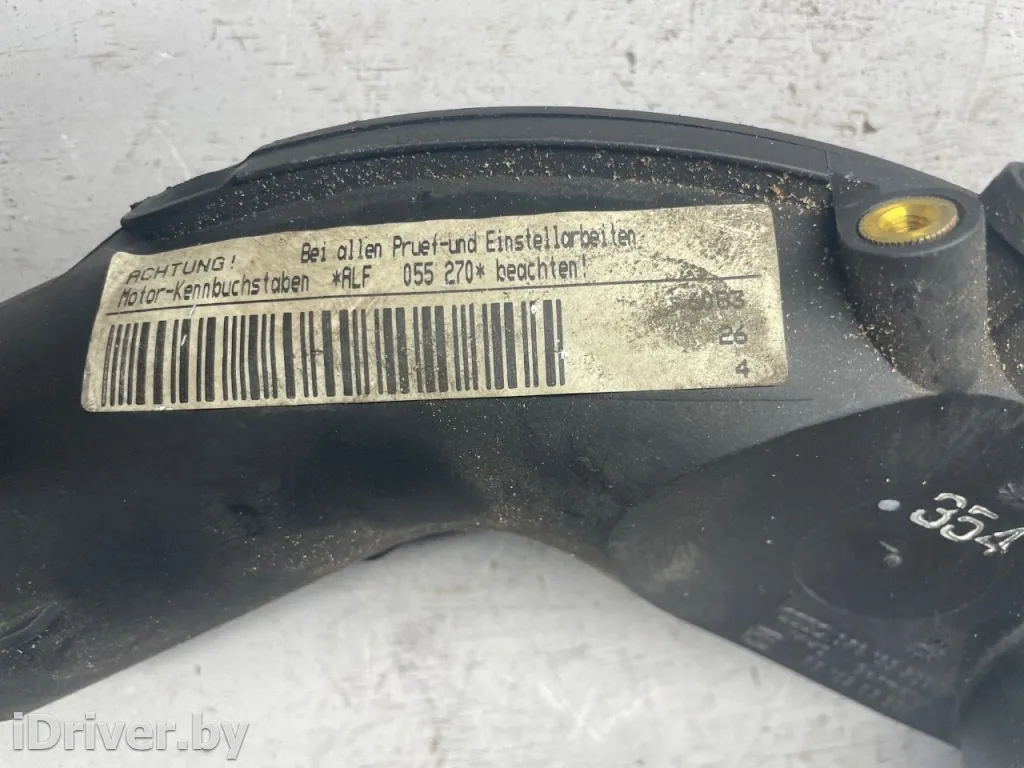 ACHTUNG! Bei allen Pruef-und Einstellarbeiten
Motor-Kennbuchstaben *ALF 055 270* beachten!
26
4
354
iDriver.by